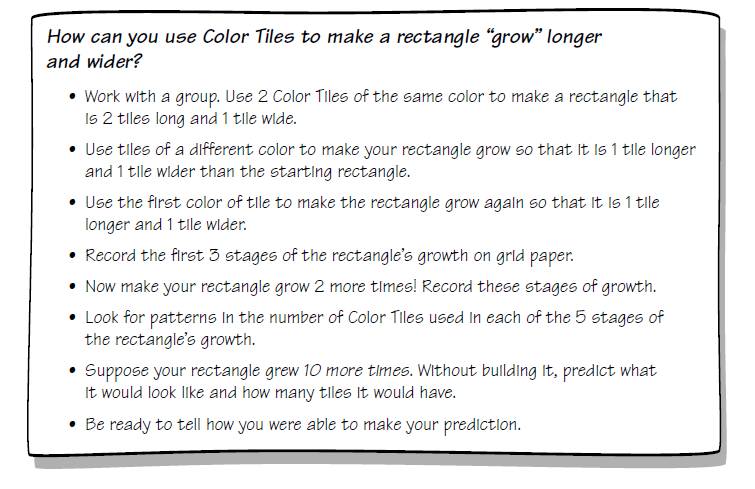 How can you use Color Tiles to make a rectangle “grow” longer
and wider?
• Work with a group. Use 2 Color Tiles of the same color to make a rectangle that
is 2 tiles long and 1 tile wide.
• Use tiles of a different color to make your rectangle grow so that it is 1 tile longer
and 1 tile wider than the starting rectangle.
• Use the first color of tile to make the rectangle grow again so that it is 1 tile
longer and 1 tile wider.
• Record the first 3 stages of the rectangle’s growth on grid paper.
• Now make your rectangle grow 2 more times! Record these stages of growth.
• Look for patterns in the number of Color Tiles used in each of the 5 stages of
the rectangle’s growth.
• Suppose your rectangle grew 10 more times. Without building it, predict what
it would look like and how many tiles it would have.
• Be ready to tell how you were able to make your prediction.